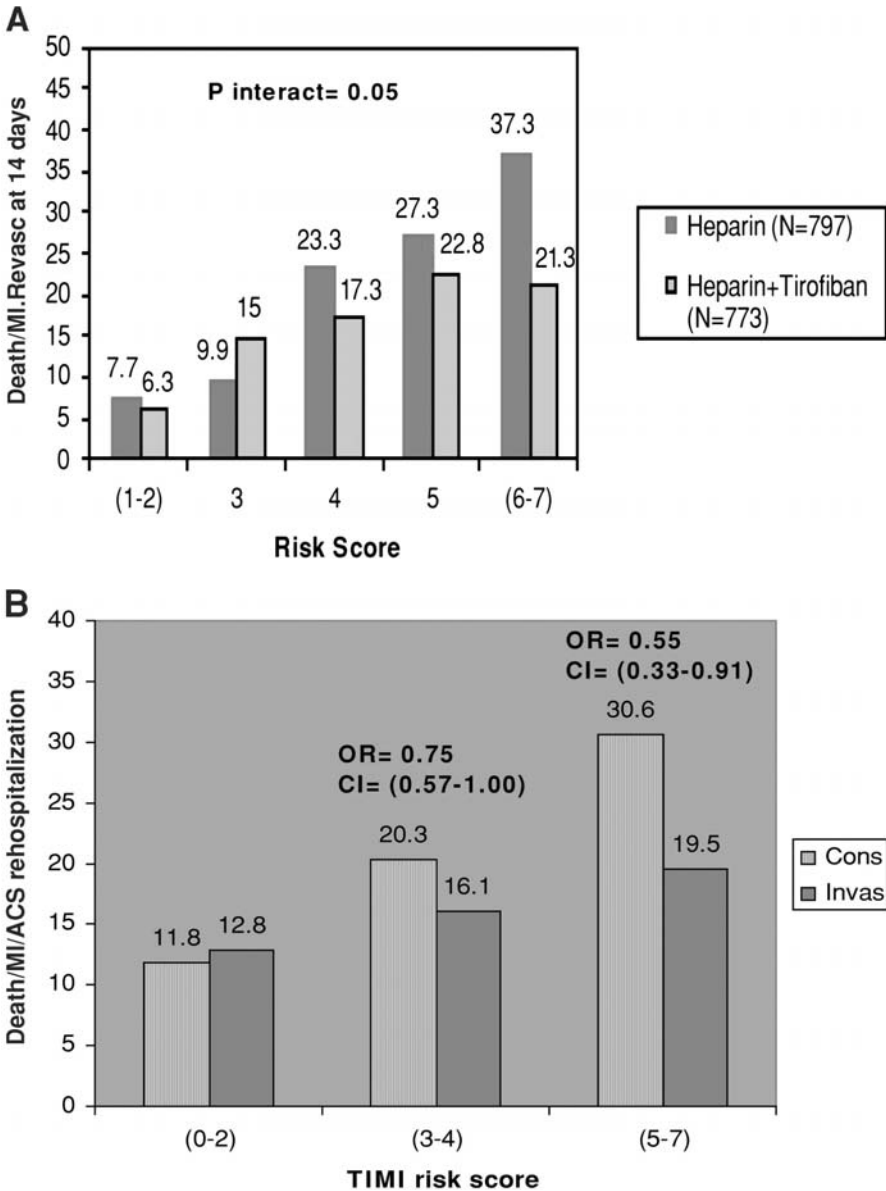 A
50
45
40
35
30
25
20
15
10
5
0
Death/MI.Revasc at 14 days
P interact= 0.05
7.7
6.3
9.9
15
23.3
17.3
27.3
22.8
37.3
21.3
(1-2) 3 4 5 (6-7)
Risk Score
Heparin (N=797)
Heparin+Tirofiban
(N=773)
B
40
35
30
25
20
15
10
5
0
Death/MI/ACS rehospitalization
OR= 0.55
CI= (0.33-0.91)
OR= 0.75
CI= (0.57-1.00)
11.8
12.8
20.3
16.1
30.6
19.5
(0-2) (3-4) (5-7)
TIMI risk score
Cons
Invas